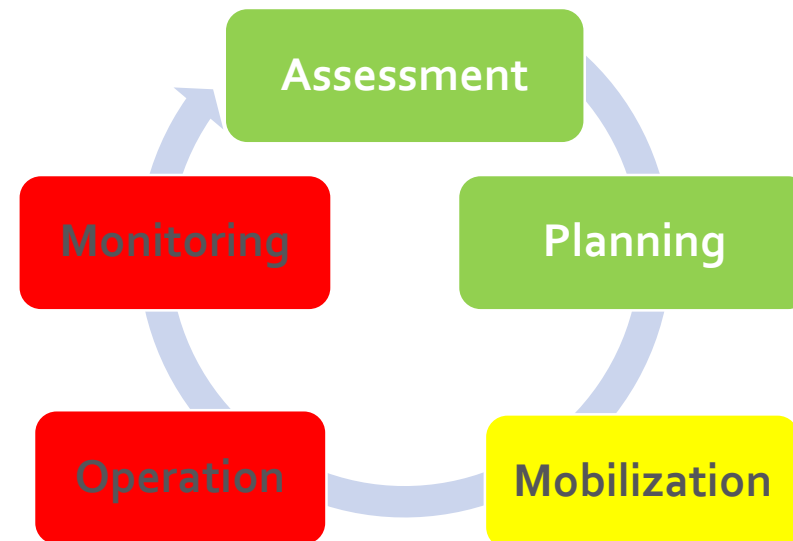 Assessment
Planning
Mobilization
Operation
Monitoring